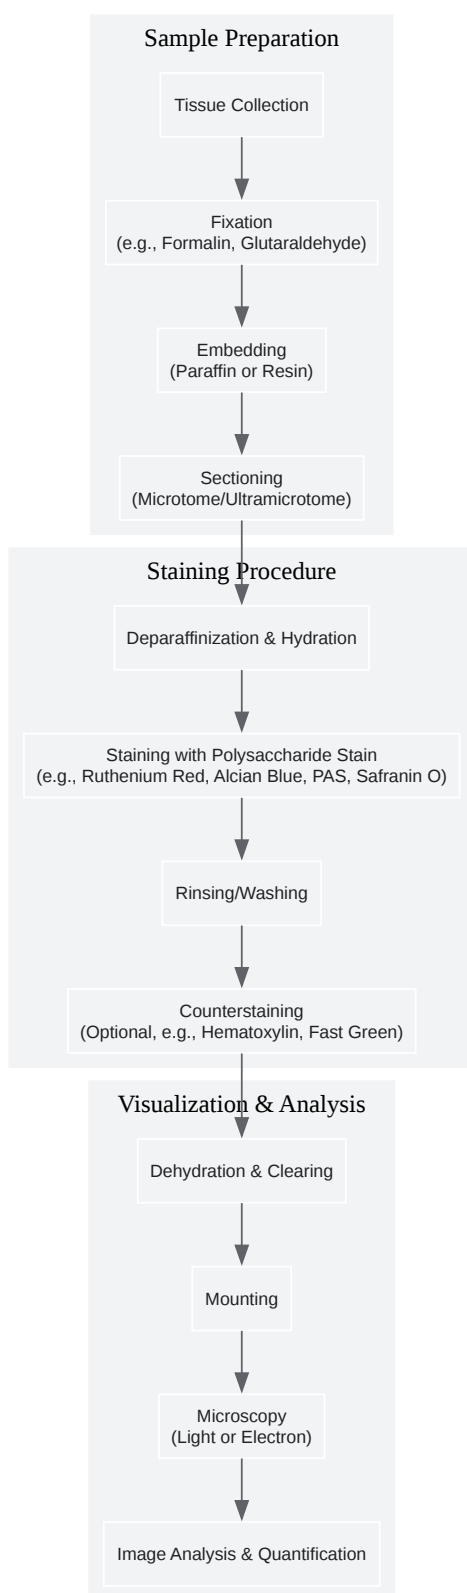 Sample Preparation
Tissue Collection
Fixation
(e.g., Formalin, Glutaraldehyde)
Embedding
(Paraffin or Resin)
Sectioning
(Microtome/Ultramicrotome)
Staining Procedure
Deparaffinization & Hydration
Staining with Polysaccharide Stain
(e.g., Ruthenium Red, Alcian Blue, PAS, Safranin O)
Rinsing/Washing
Counterstaining
(Optional, e.g., Hematoxylin, Fast Green)
Visualization & Analysis
Dehydration & Clearing
Mounting
Microscopy
(Light or Electron)
Image Analysis & Quantification